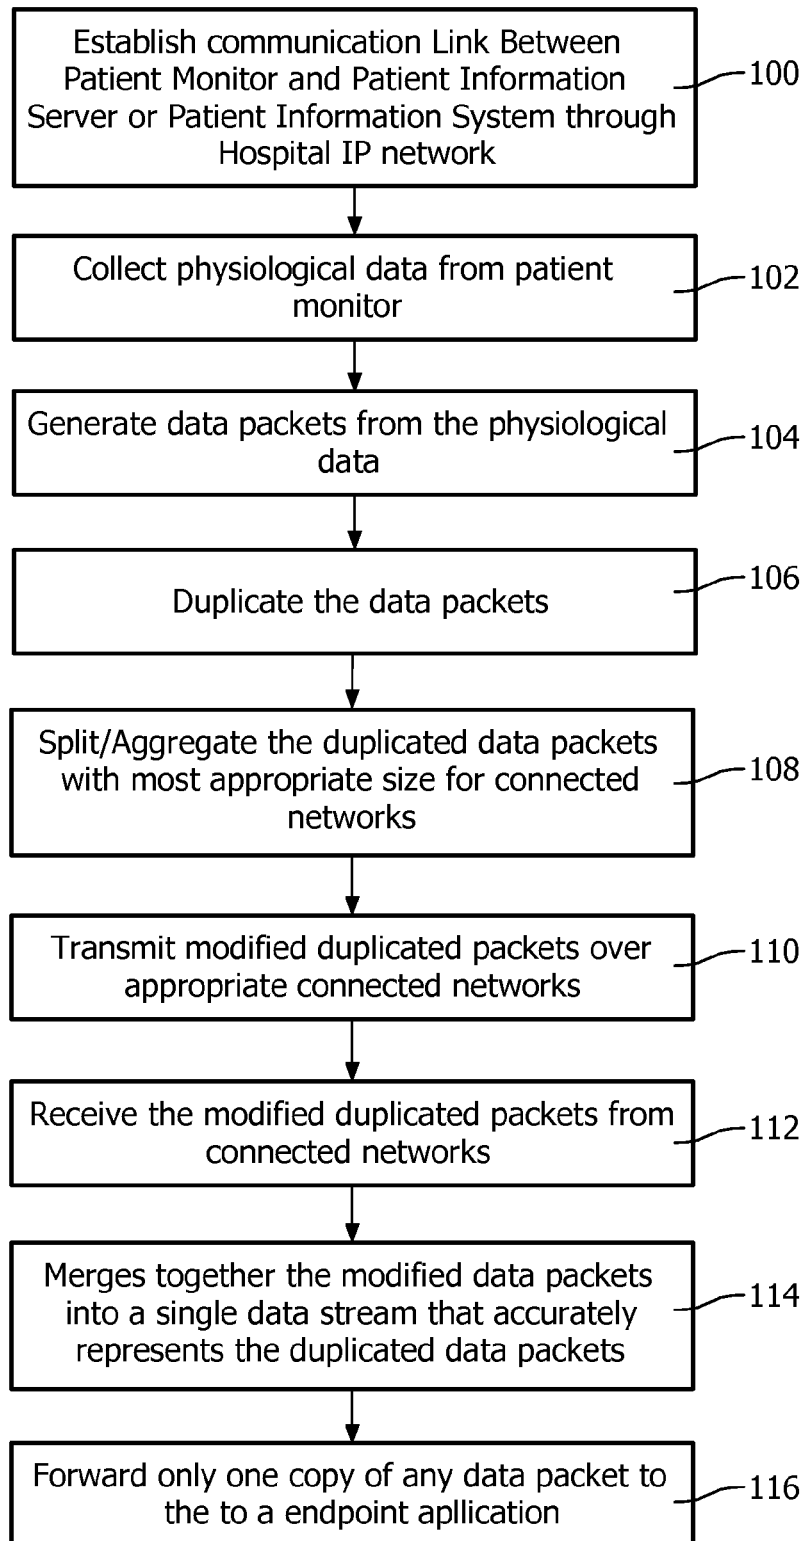 Establish communication Link Between
Patient Monitor and Patient Information
Server or Patient Information System through
Hospital IP network
100
Collect physiological data from patient
monitor
102
Generate data packets from the physiological
data
104
Duplicate the data packets
106
Split/Aggregate the duplicated data packets
with most appropriate size for connected
networks
108
Transmit modified duplicated packets over
appropriate connected networks
110
Receive the modified duplicated packets from
connected networks
112
Merges together the modified data packets
into a single data stream that accurately
represents the duplicated data packets
114
Forward only one copy of any data packet to
the to a endpoint apllication
116